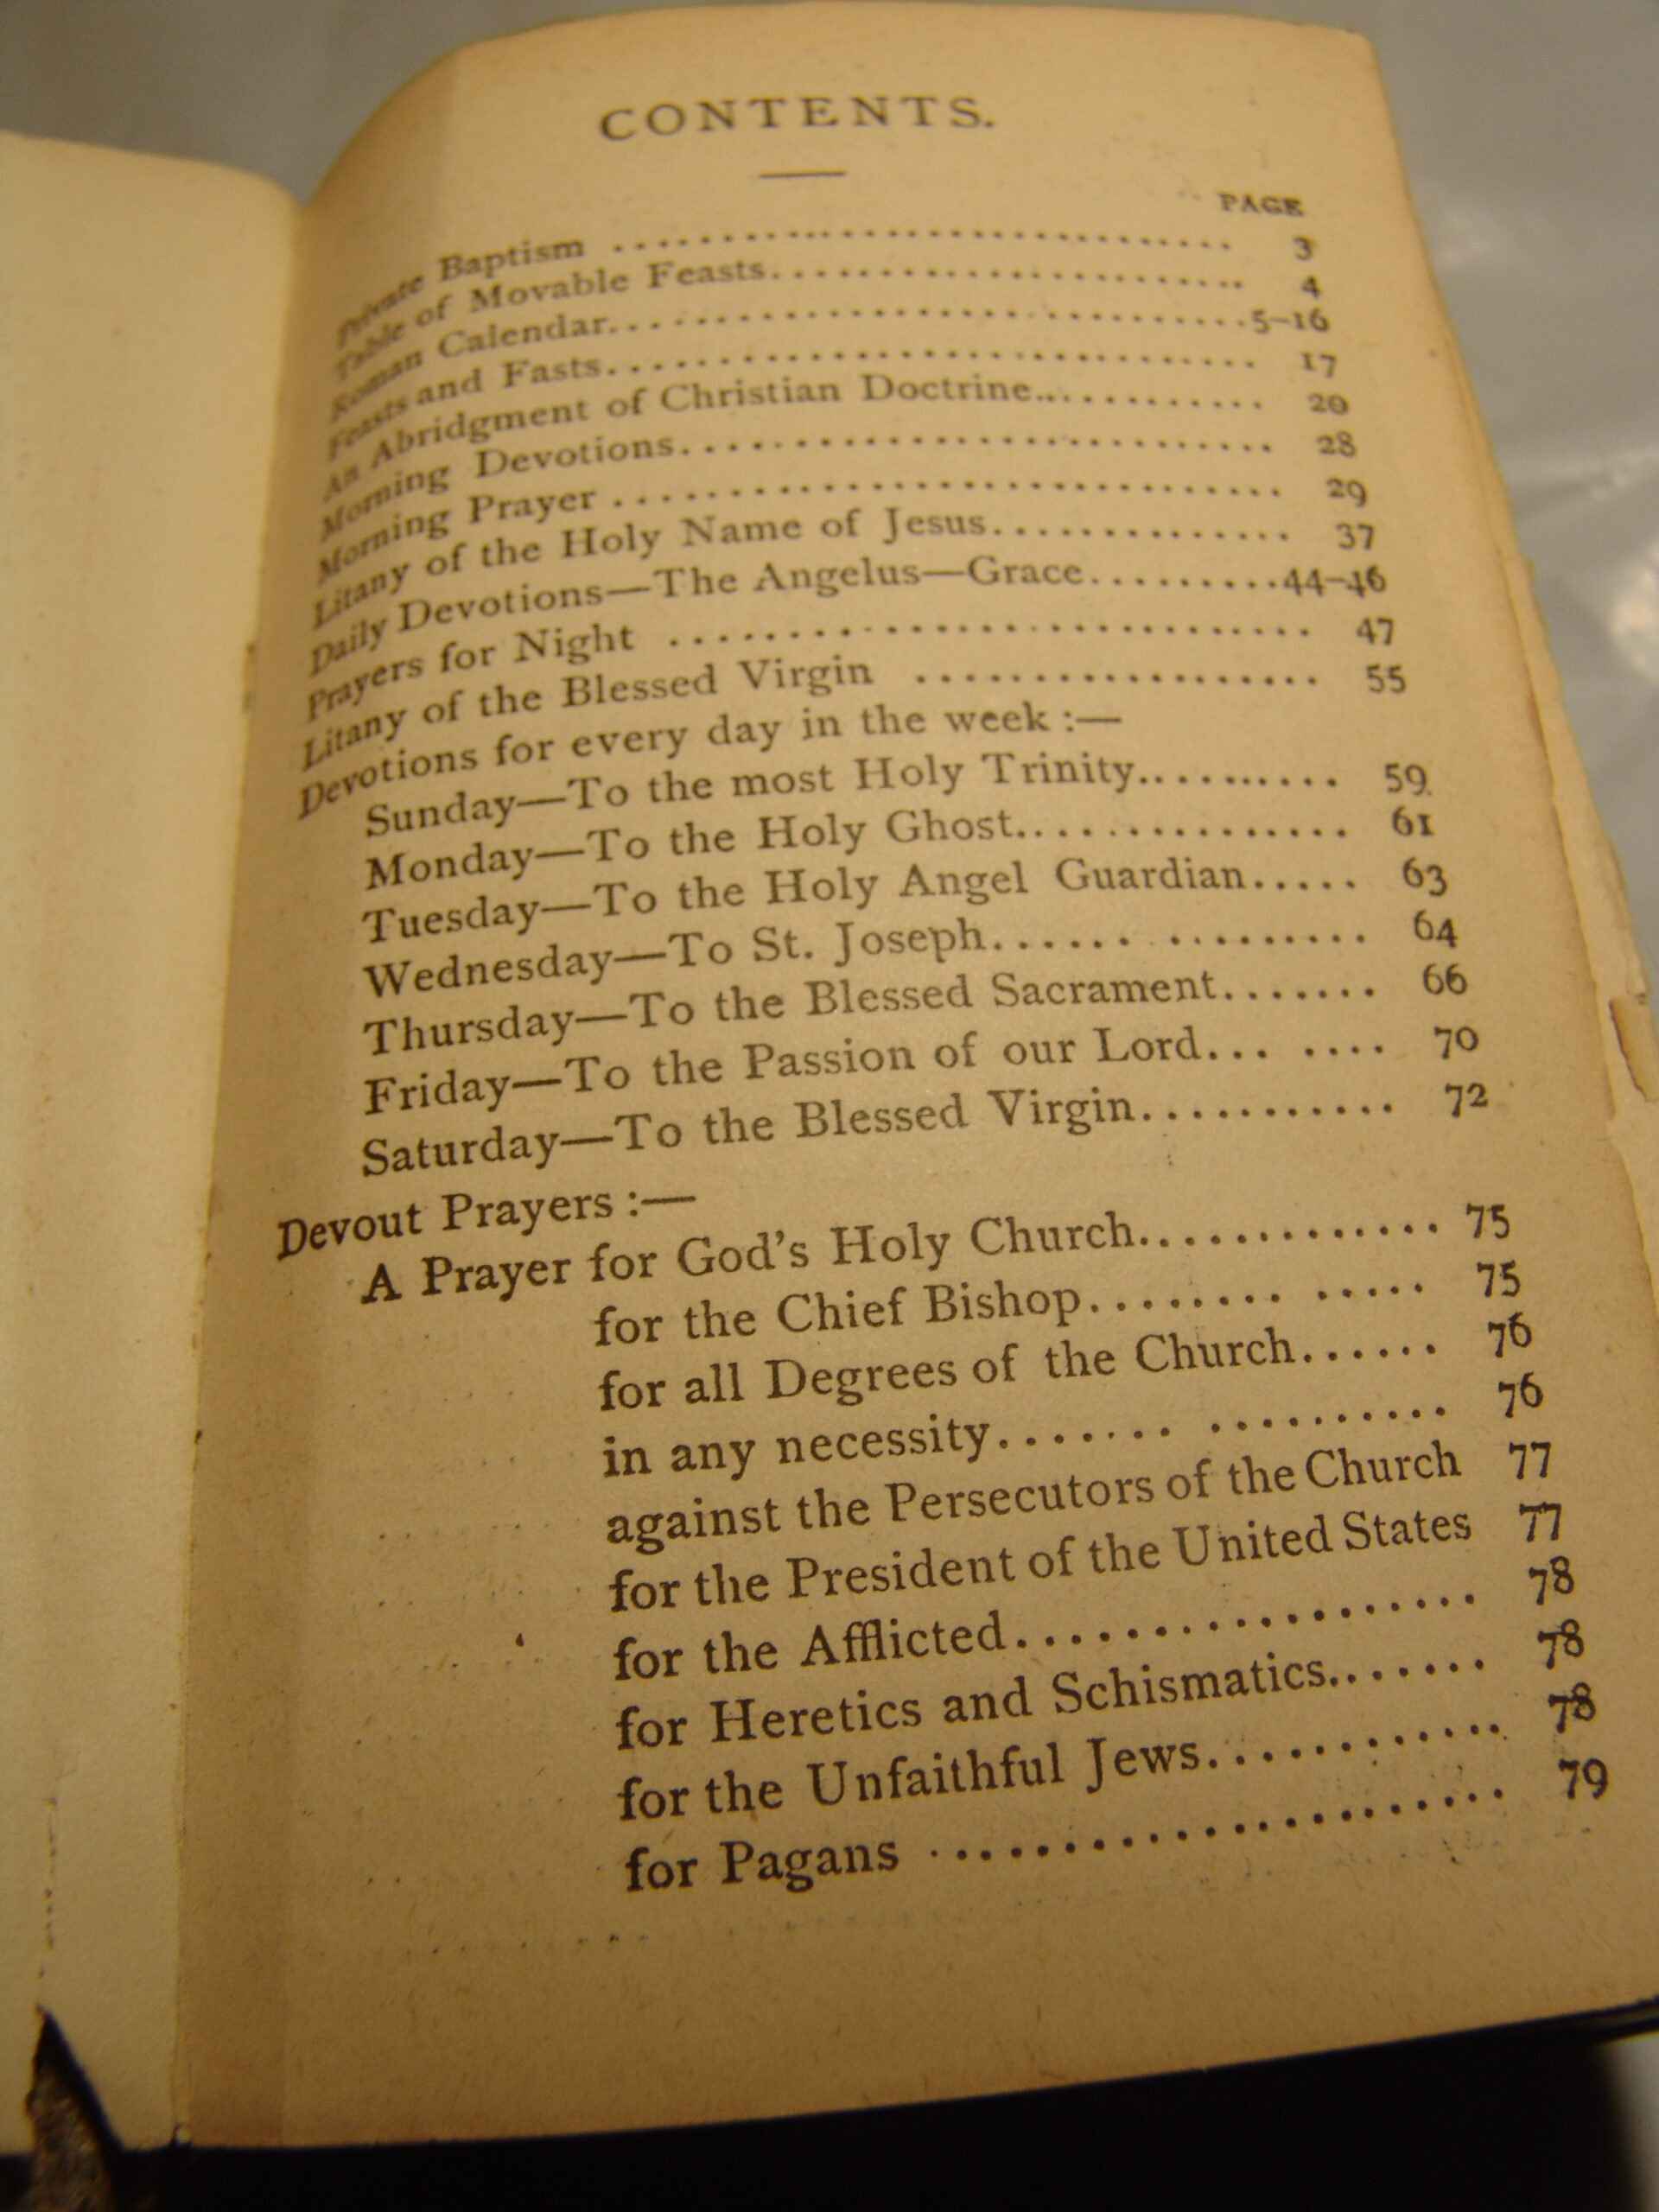 CONTENTS.
PAGE
Private Baptism .................................. 3
Table of Movable Feasts........................ 4
Roman Calendar..............................5–16
Feasts and Fasts.............................. 17
An Abridgment of Christian Doctrine............ 20
Morning Devotions............................ 28
Morning Prayer .............................. 29
Litany of the Holy Name of Jesus.............. 37
Daily Devotions—The Angelus—Grace.........44–46
Prayers for Night ............................ 47
Litany of the Blessed Virgin .................. 55
Devotions for every day in the week :—
Sunday—To the most Holy Trinity.......... 59
Monday—To the Holy Ghost............... 61
Tuesday—To the Holy Angel Guardian..... 63
Wednesday—To St. Joseph...... ......... 64
Thursday—To the Blessed Sacrament....... 66
Friday—To the Passion of our Lord... .... 70
Saturday—To the Blessed Virgin........... 72
Devout Prayers :—
A Prayer for God's Holy Church............. 75
for the Chief Bishop........ ..... 75
for all Degrees of the Church...... 76
in any necessity....... .......... 76
against the Persecutors of the Church 77
for the President of the United States 77
for the Afflicted.................. 78
for Heretics and Schismatics....... 78
for the Unfaithful Jews............ 78
for Pagans ...................... 79